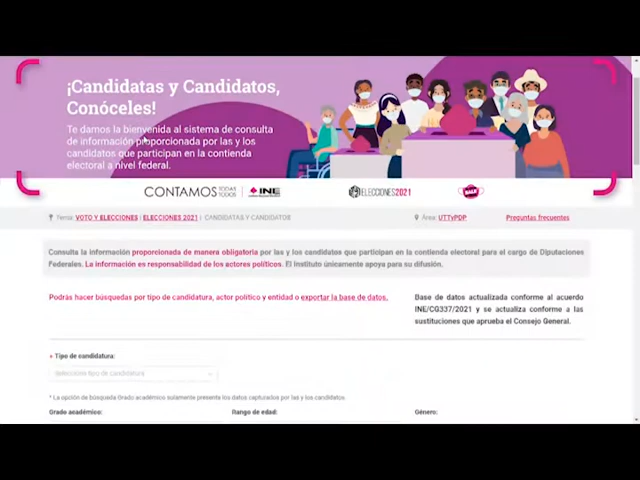 ¡Candidatas y Candidatos,
Conóceles!
Te damos la bienvenida al sistema de consulta
de información proporcionada por las y los
candidatos que participan en la contienda
electoral a nivel federal.
CONTAMOS TODAS TODOS INE ELECCIONES2021
Tema: VOTO Y ELECCIONES | ELECCIONES 2021 | CANDIDATAS Y CANDIDATOS Área: UTTyPDP Preguntas frecuentes
Consulta la información proporcionada de manera obligatoria por las y los candidatos que participan en la contienda electoral para el cargo de Diputaciones
Federales. La información es responsabilidad de los actores políticos. El Instituto únicamente apoya para su difusión.
Podrás hacer búsquedas por tipo de candidatura, actor político y entidad o exportar la base de datos.
Base de datos actualizada conforme al acuerdo
INE/CG337/2021 y se actualiza conforme a las
sustituciones que aprueba el Consejo General.
* Tipo de candidatura:
Selecciona tipo de candidatura
* La opción de búsqueda Grado académico solamente presenta los datos capturados por las y los candidatos
Grado académico: Rango de edad: Género: